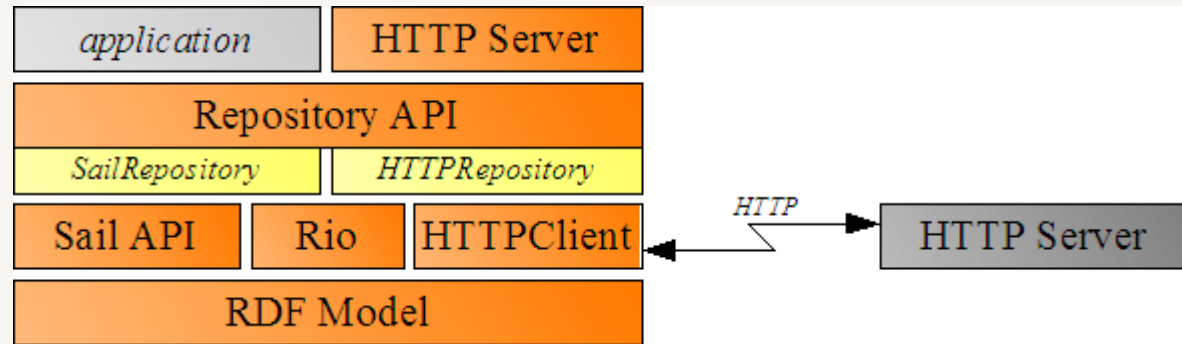 application
HTTP Server
Repository API
SailRepository
HTTPRepository
Sail API
Rio
HTTPClient
HTTP
HTTP Server
RDF Model